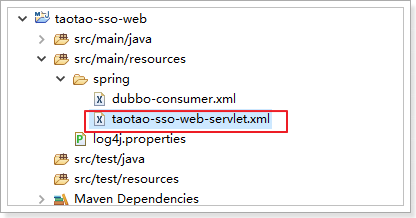 taotao-sso-web
src/main/java
src/main/resources
spring
dubbo-consumer.xml
taotao-sso-web-servlet.xml
log4j.properties
src/test/java
src/test/resources
Maven Dependencies